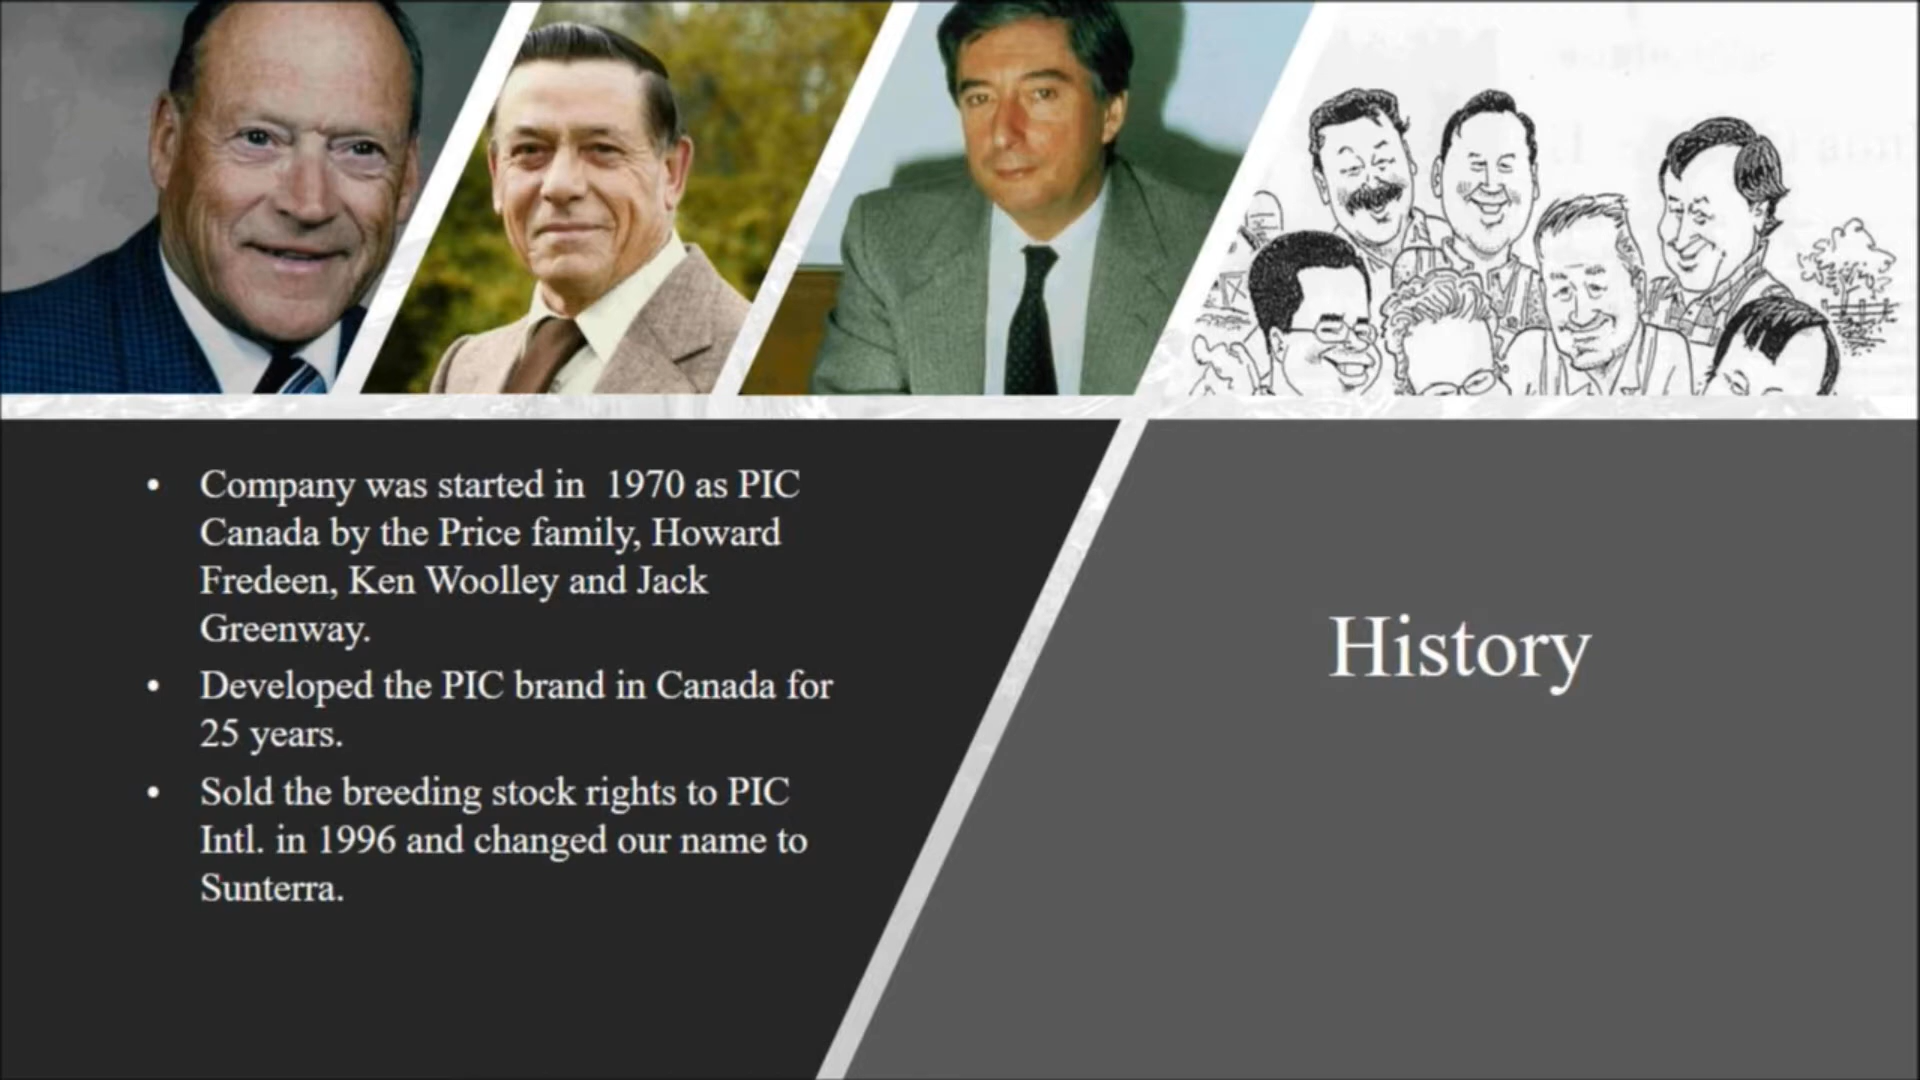 • Company was started in  1970 as PIC
Canada by the Price family, Howard
Fredeen, Ken Woolley and Jack
Greenway.
• Developed the PIC brand in Canada for
25 years.
• Sold the breeding stock rights to PIC
Intl. in 1996 and changed our name to
Sunterra.
History